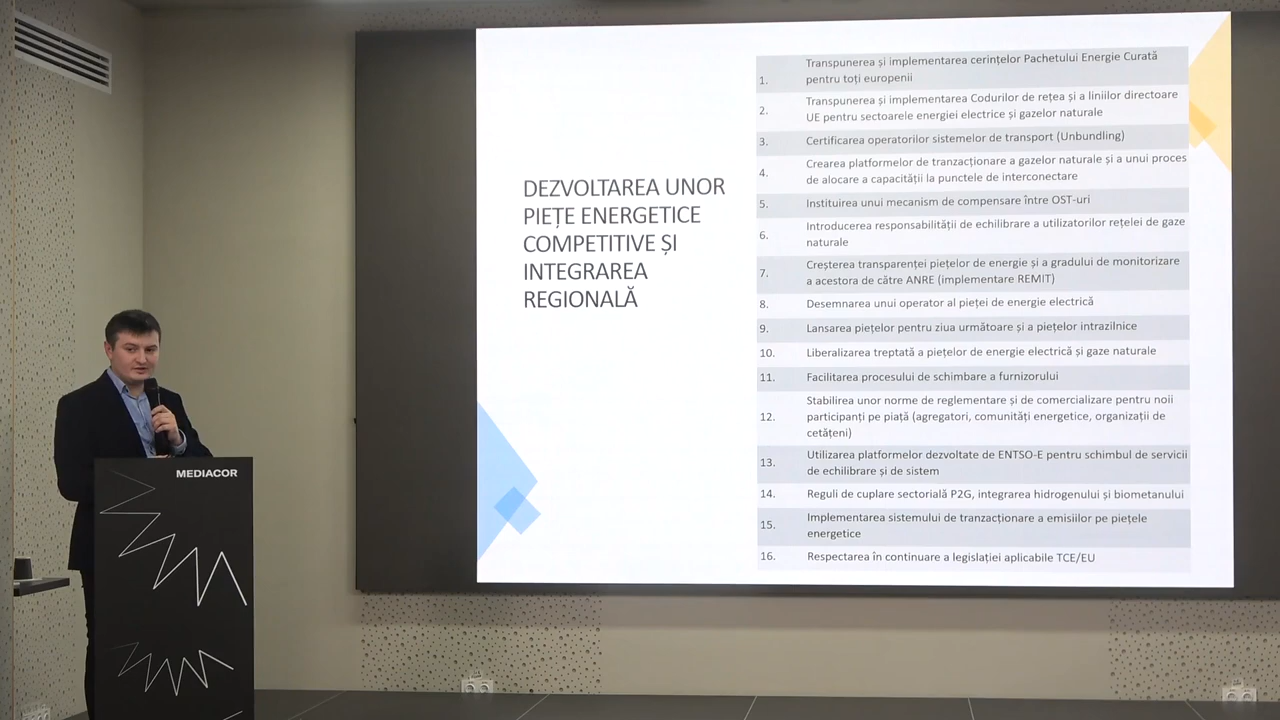 DEZVOLTAREA UNOR
PIEȚE ENERGETICE
COMPETITIVE ȘI
INTEGRAREA
REGIONALĂ
1. Transpunerea și implementarea cerințelor Pachetului Energie Curată
pentru toți europenii
2. Transpunerea și implementarea Codurilor de rețea și a liniilor directoare
UE pentru sectoarele energiei electrice și gazelor naturale
3. Certificarea operatorilor sistemelor de transport (Unbundling)
4. Crearea platformelor de tranzacționare a gazelor naturale și a unui proces
de alocare a capacității la punctele de interconectare
5. Instituirea unui mecanism de compensare între OST-uri
6. Introducerea responsabilității de echilibrare a utilizatorilor rețelei de gaze
naturale
7. Creșterea transparenței piețelor de energie și a gradului de monitorizare
a acestora de către ANRE (implementare REMIT)
8. Desemnarea unui operator al pieței de energie electrică
9. Lansarea piețelor pentru ziua următoare și a piețelor intrazilnice
10. Liberalizarea treptată a piețelor de energie electrică și gaze naturale
11. Facilitarea procesului de schimbare a furnizorului
12. Stabilirea unor norme de reglementare și de comercializare pentru noii
participanți pe piață (agregatori, comunități energetice, organizații de
cetățeni)
13. Utilizarea platformelor dezvoltate de ENTSO-E pentru schimbul de servicii
de echilibrare și de sistem
14. Reguli de cuplare sectorială P2G, integrarea hidrogenului și biometanului
15. Implementarea sistemului de tranzacționare a emisiilor pe piețele
energetice
16. Respectarea în continuare a legislației aplicabile TCE/EU
MEDIACOR